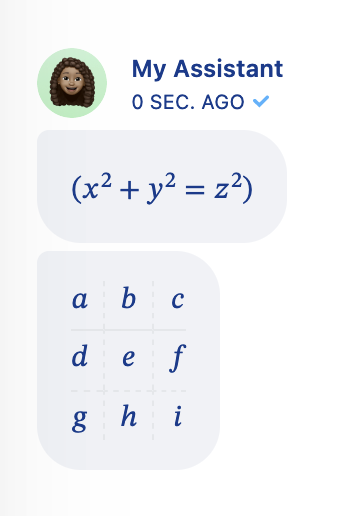 My Assistant
0 SEC. AGO
(x² + y² = z²)
a b c
d e f
g h i